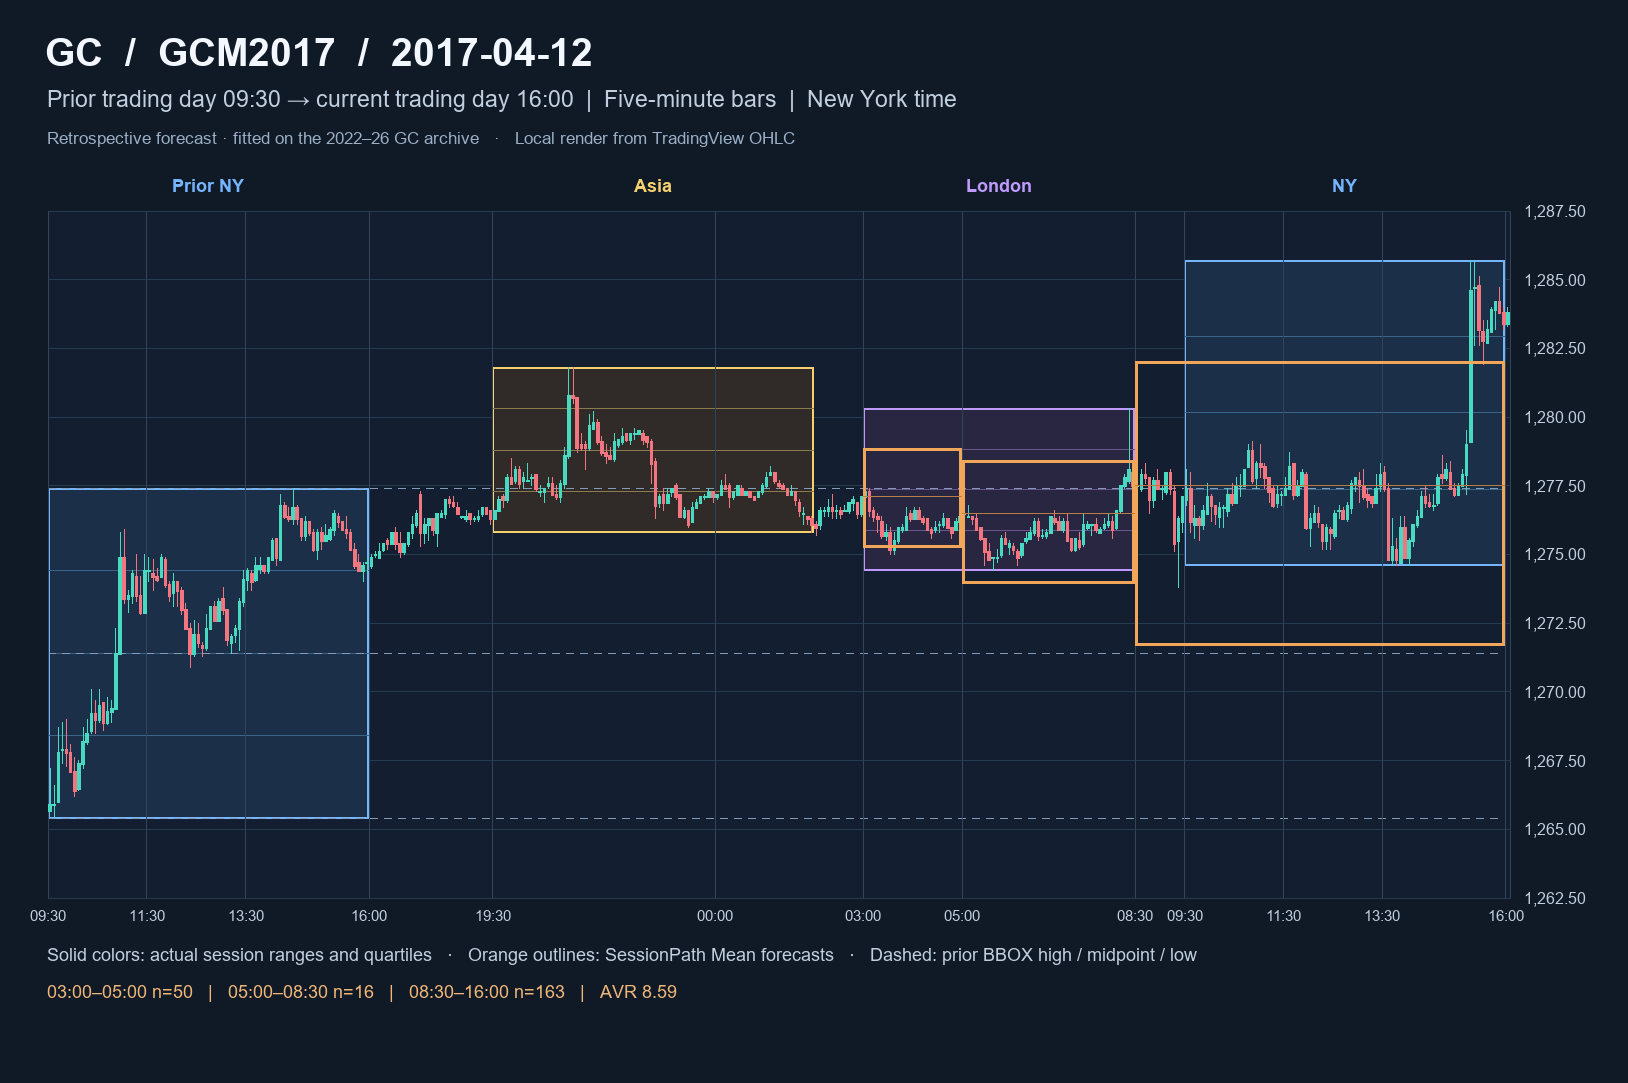 GC / GCM2017 / 2017-04-12
Prior trading day 09:30 → current trading day 16:00 | Five-minute bars | New York time
Retrospective forecast · fitted on the 2022–26 GC archive · Local render from TradingView OHLC
Prior NY Asia London NY
1,287.50
1,285.00
1,282.50
1,280.00
1,277.50
1,275.00
1,272.50
1,270.00
1,267.50
1,265.00
1,262.50
09:30 11:30 13:30 16:00 19:30 00:00 03:00 05:00 08:30 09:30 11:30 13:30 16:00
Solid colors: actual session ranges and quartiles · Orange outlines: SessionPath Mean forecasts · Dashed: prior BBOX high / midpoint / low
03:00–05:00 n=50 | 05:00–08:30 n=16 | 08:30–16:00 n=163 | AVR 8.59